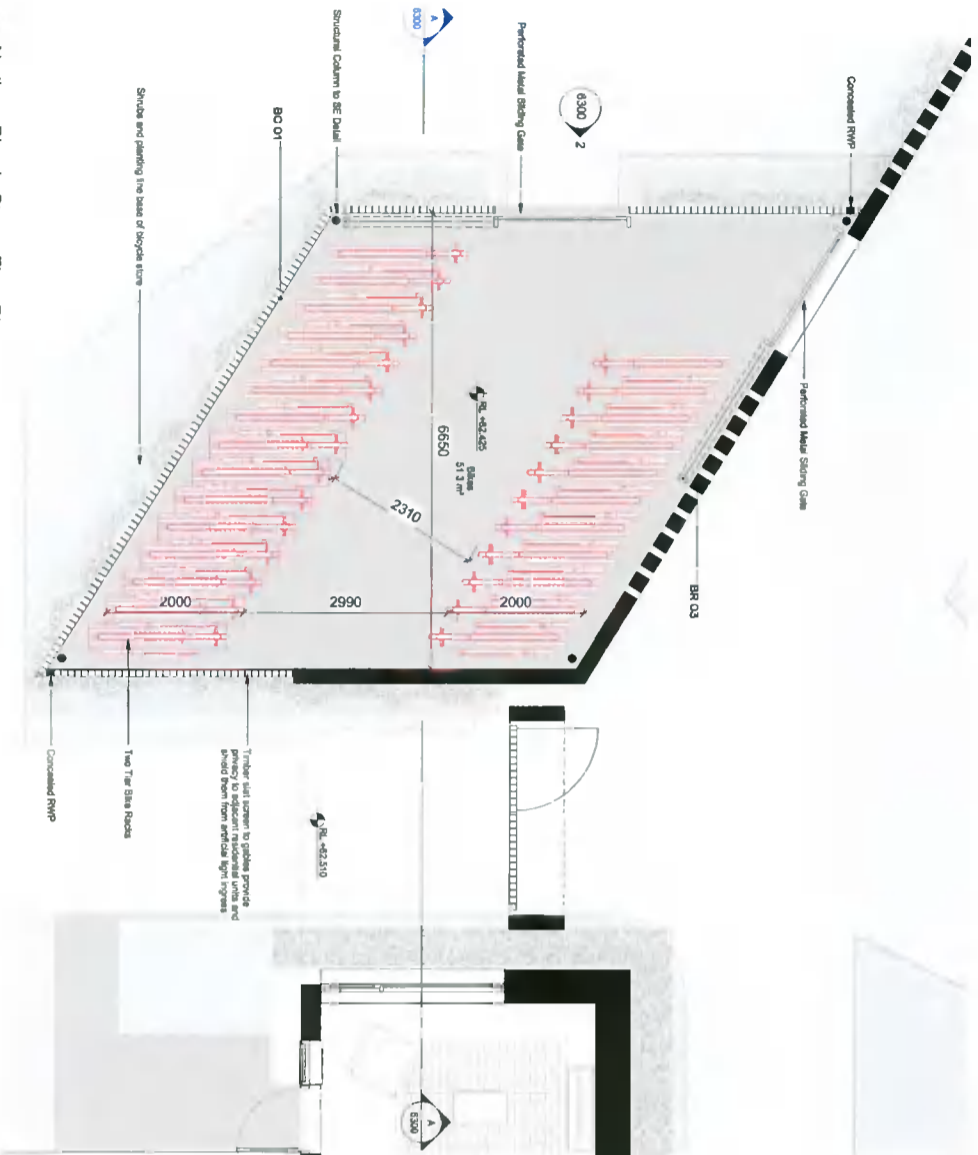 A
6300
Structural Column to SE Detail
Perforated Metal Sliding Gate
6300
2
Concealed RWP
Shrubs and planting line base of bicycle store
BC 01
Perforated Metal Sliding Gate
RL +62.425
Bikes
51.3 m²
6650
2310
BR 03
2000
2990
2000
Concealed RWP
Two Tier Bike Racks
Timber slat screen to gables provide
privacy to adjacent residential units and
shield them from artificial light ingress
RL +62.510
A
6300